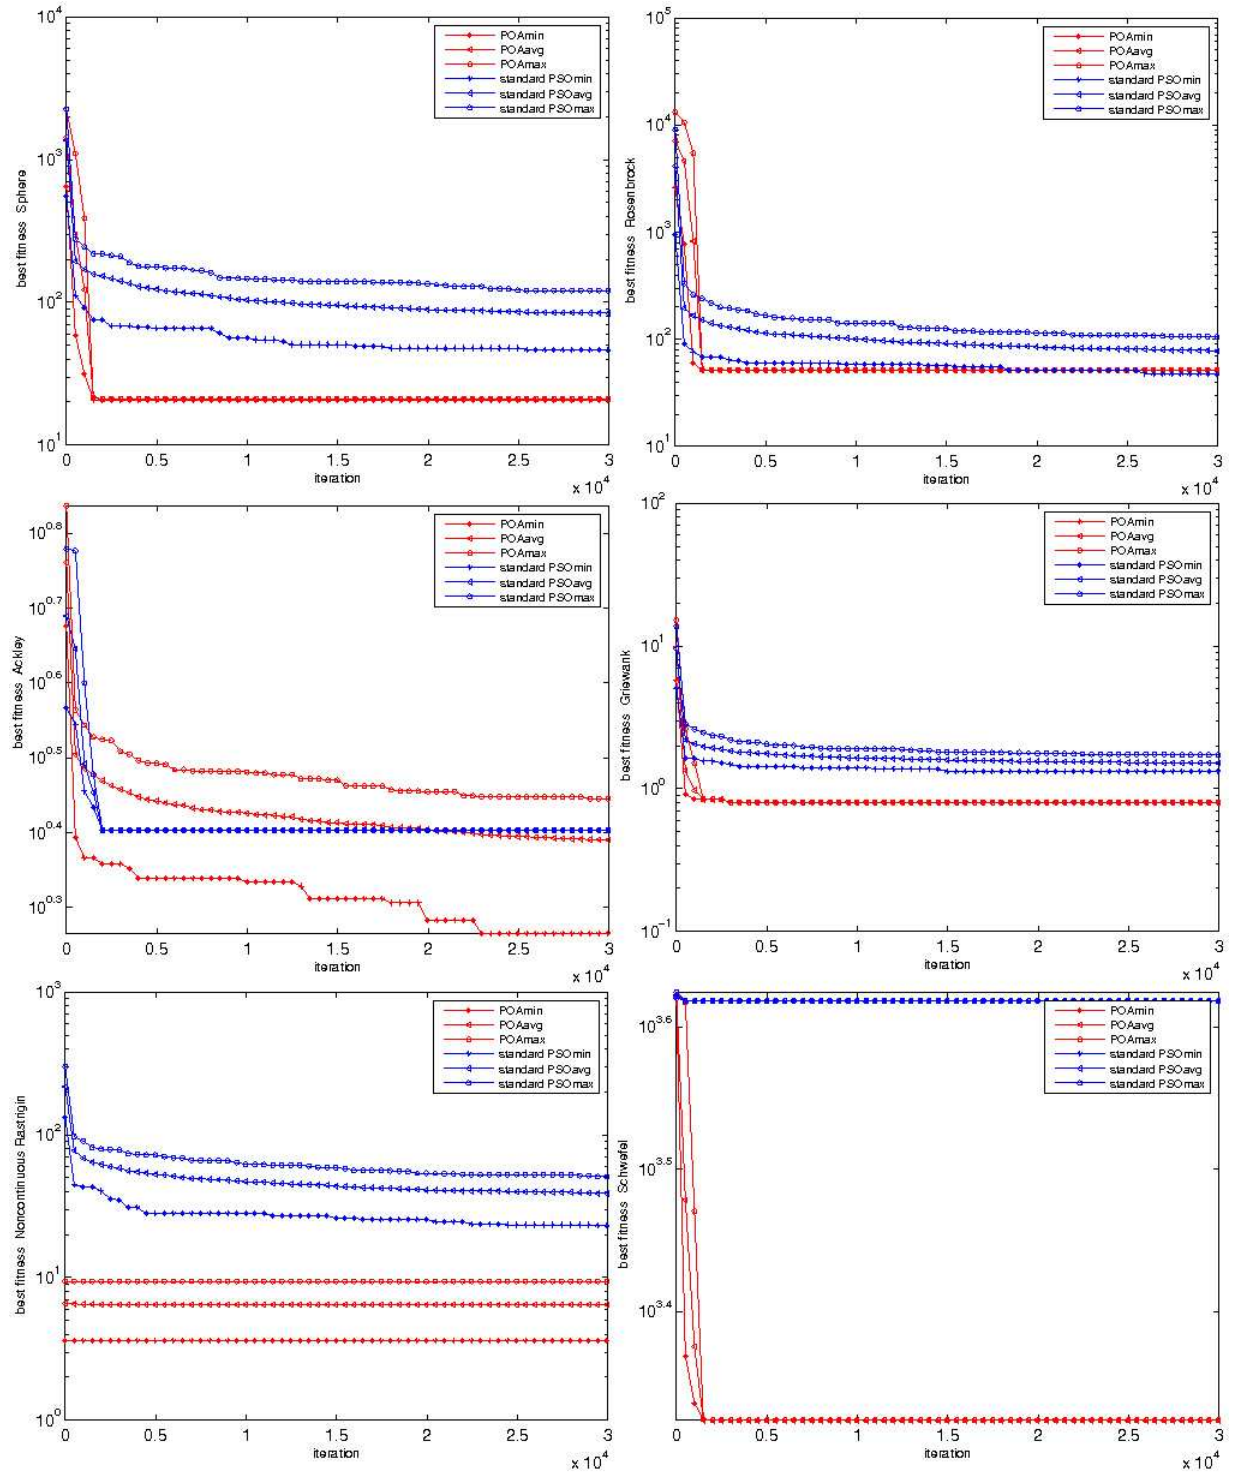 best fitness Sphere
10^4
10^3
10^2
10^1
POAmin
POAavg
POAmax
standard PSOmin
standard PSOavg
standard PSOmax
0 0.5 1 1.5 2 2.5 3
iteration
x 10^4
best fitness Rosenbrock
10^5
10^4
10^3
10^2
10^1
POAmin
POAavg
POAmax
standard PSOmin
standard PSOavg
standard PSOmax
0 0.5 1 1.5 2 2.5 3
iteration
x 10^4
best fitness Ackley
10^0.8
10^0.7
10^0.6
10^0.5
10^0.4
10^0.3
POAmin
POAavg
POAmax
standard PSOmin
standard PSOavg
standard PSOmax
0 0.5 1 1.5 2 2.5 3
iteration
x 10^4
best fitness Griewank
10^2
10^1
10^0
10^-1
POAmin
POAavg
POAmax
standard PSOmin
standard PSOavg
standard PSOmax
0 0.5 1 1.5 2 2.5 3
iteration
x 10^4
best fitness Noncontinuous Rastrigin
10^3
10^2
10^1
10^0
POAmin
POAavg
POAmax
standard PSOmin
standard PSOavg
standard PSOmax
0 0.5 1 1.5 2 2.5 3
iteration
x 10^4
best fitness Schwefel
10^3.6
10^3.5
10^3.4
POAmin
POAavg
POAmax
standard PSOmin
standard PSOavg
standard PSOmax
0 0.5 1 1.5 2 2.5 3
iteration
x 10^4